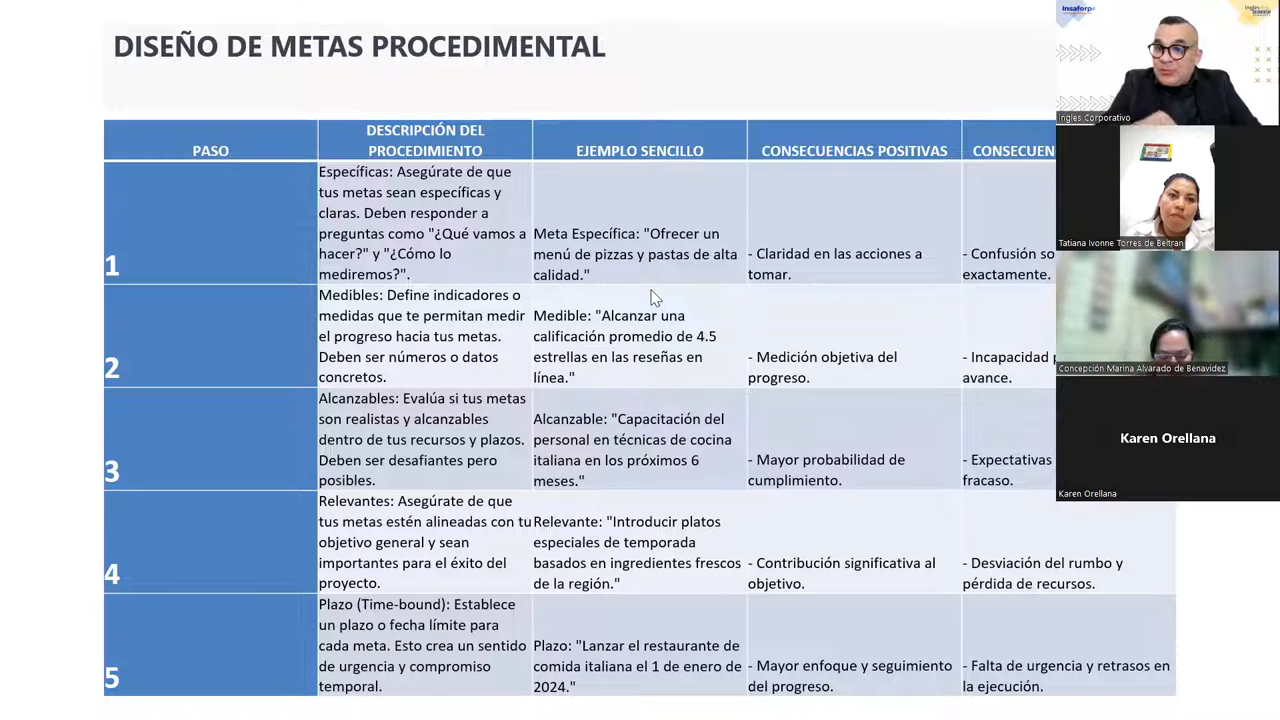 DISEÑO DE METAS PROCEDIMENTAL
PASO
DESCRIPCIÓN DEL
PROCEDIMIENTO
EJEMPLO SENCILLO
CONSECUENCIAS POSITIVAS
CONSECUEN
1
Específicas: Asegúrate de que
tus metas sean específicas y
claras. Deben responder a
preguntas como "¿Qué vamos a
hacer?" y "¿Cómo lo
mediremos?".
Meta Específica: "Ofrecer un
menú de pizzas y pastas de alta
calidad."
- Claridad en las acciones a
tomar.
- Confusión so
exactamente.
2
Medibles: Define indicadores o
medidas que te permitan medir
el progreso hacia tus metas.
Deben ser números o datos
concretos.
Medible: "Alcanzar una
calificación promedio de 4.5
estrellas en las reseñas en
línea."
- Medición objetiva del
progreso.
- Incapacidad p
avance.
3
Alcanzables: Evalúa si tus metas
son realistas y alcanzables
dentro de tus recursos y plazos.
Deben ser desafiantes pero
posibles.
Alcanzable: "Capacitación del
personal en técnicas de cocina
italiana en los próximos 6
meses."
- Mayor probabilidad de
cumplimiento.
- Expectativas
fracaso.
4
Relevantes: Asegúrate de que
tus metas estén alineadas con tu
objetivo general y sean
importantes para el éxito del
proyecto.
Relevante: "Introducir platos
especiales de temporada
basados en ingredientes frescos
de la región."
- Contribución significativa al
objetivo.
- Desviación del rumbo y
pérdida de recursos.
5
Plazo (Time-bound): Establece
un plazo o fecha límite para
cada meta. Esto crea un sentido
de urgencia y compromiso
temporal.
Plazo: "Lanzar el restaurante de
comida italiana el 1 de enero de
2024."
- Mayor enfoque y seguimiento
del progreso.
- Falta de urgencia y retrasos en
la ejecución.
insaforp
Ingles Corporativo
Tatiana Ivonne Torres de Beltran
Concepción Marina Alvarado de Benavidez
Karen Orellana
Karen Orellana